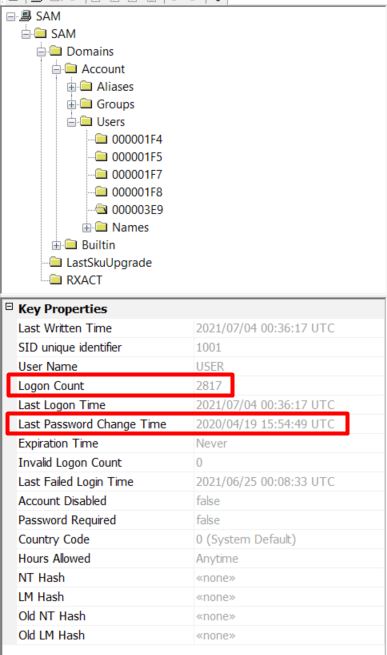 SAM
SAM
Domains
Account
Aliases
Groups
Users
000001F4
000001F5
000001F7
000001F8
000003E9
Names
Builtin
LastSkuUpgrade
RXACT
Key Properties
Last Written Time 2021/07/04 00:36:17 UTC
SID unique identifier 1001
User Name USER
Logon Count 2817
Last Logon Time 2021/07/04 00:36:17 UTC
Last Password Change Time 2020/04/19 15:54:49 UTC
Expiration Time Never
Invalid Logon Count 0
Last Failed Login Time 2021/06/25 00:08:33 UTC
Account Disabled false
Password Required false
Country Code 0 (System Default)
Hours Allowed Anytime
NT Hash «none»
LM Hash «none»
Old NT Hash «none»
Old LM Hash «none»